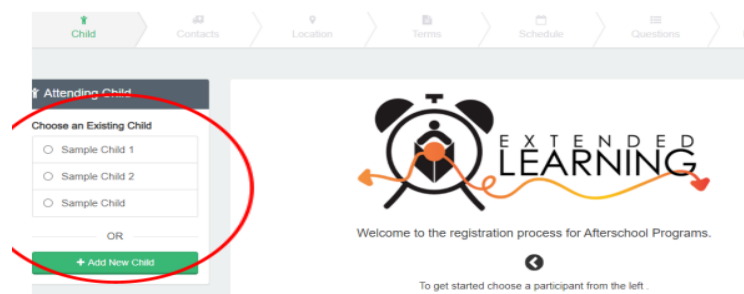 Child
Contacts
Location
Terms
Schedule
Questions
Attending Child
Choose an Existing Child
Sample Child 1
Sample Child 2
Sample Child
OR
+ Add New Child
EXTENDED
LEARNING
Welcome to the registration process for Afterschool Programs.
To get started choose a participant from the left .